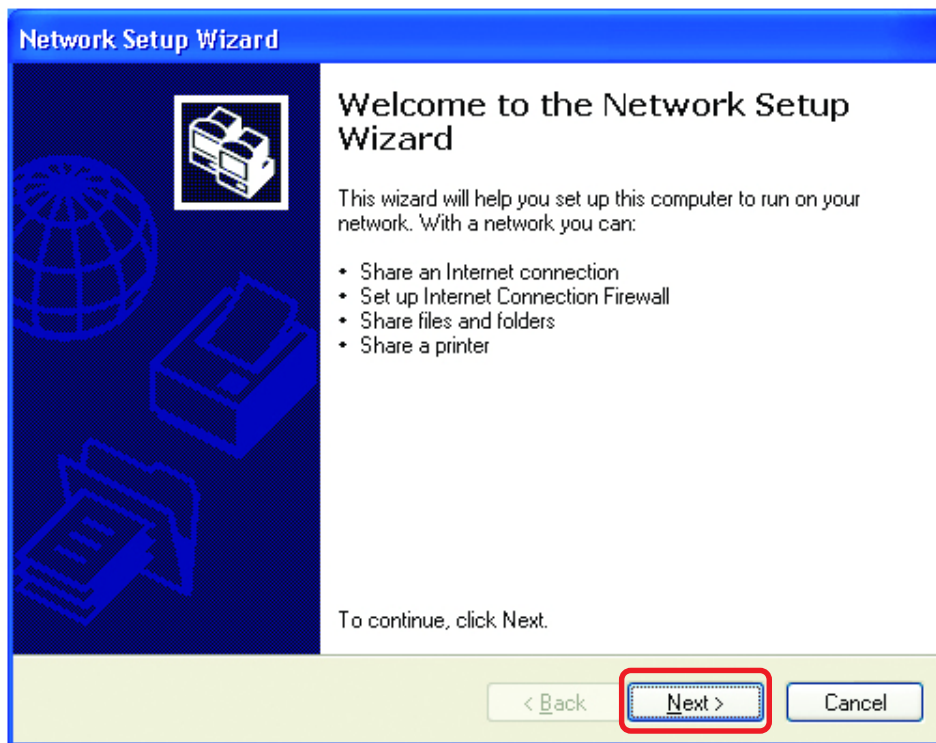 Network Setup Wizard
Welcome to the Network Setup
Wizard
This wizard will help you set up this computer to run on your
network. With a network you can:
• Share an Internet connection
• Set up Internet Connection Firewall
• Share files and folders
• Share a printer
To continue, click Next.
< Back Next > Cancel